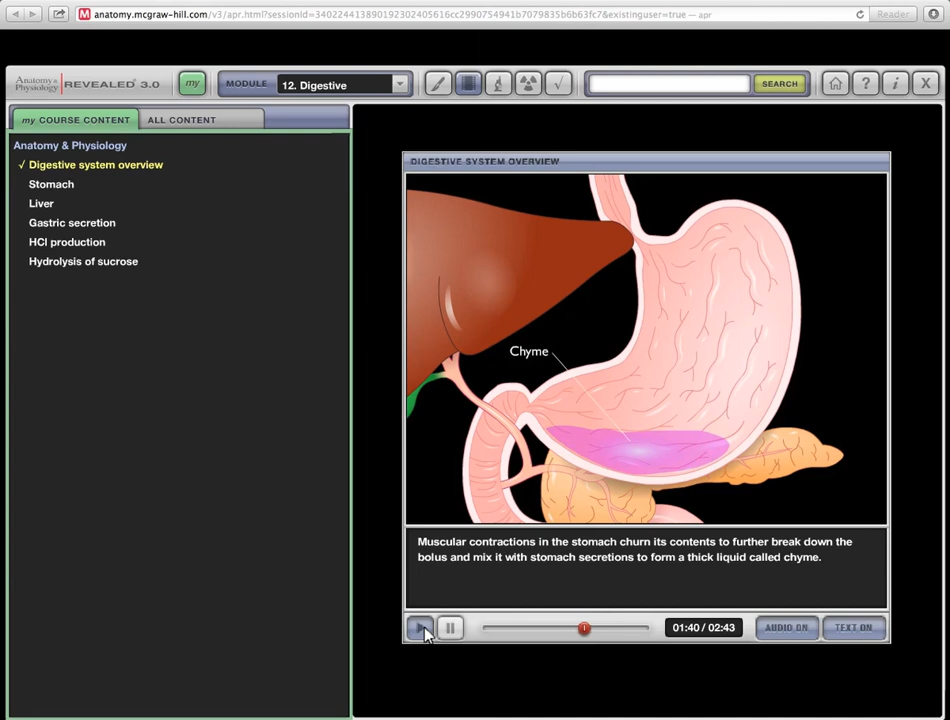 anatomy.mcgraw-hill.com/v3/apr.html?sessionId=340224413890192302405616cc2990754941b7079835b6b63fc7&existinguser=true — apr
Reader
Anatomy &
Physiology REVEALED® 3.0
my
MODULE
12. Digestive
SEARCH
my COURSE CONTENT
ALL CONTENT
Anatomy & Physiology
√ Digestive system overview
Stomach
Liver
Gastric secretion
HCl production
Hydrolysis of sucrose
DIGESTIVE SYSTEM OVERVIEW
Chyme
Muscular contractions in the stomach churn its contents to further break down the
bolus and mix it with stomach secretions to form a thick liquid called chyme.
01:40 / 02:43
AUDIO ON
TEXT ON